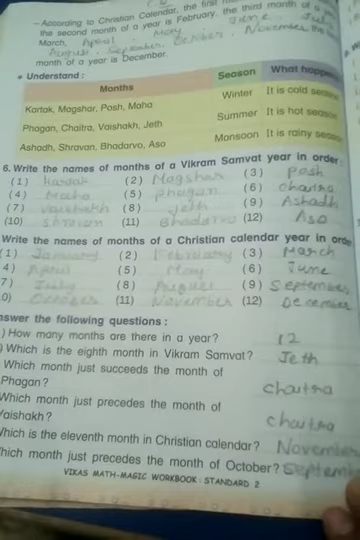 – According to Christian Calendar, the first
the second month of a year is February, the third month of a
March, April, May, June, July
August, September, October, November the
month of a year is December.
* Understand :
Months Season What happens
Kartak, Magshar, Posh, Maha Winter It is cold season
Phagan, Chaitra, Vaishakh, Jeth Summer It is hot season
Ashadh, Shravan, Bhadarvo, Aso Monsoon It is rainy season
6. Write the names of months of a Vikram Samvat year in order:
(1) Kartak (2) Magshar (3) Posh
(4) Maha (5) Phagan (6) Chaitra
(7) Vaishakh (8) Jeth (9) Ashadh
(10) Shravan (11) Bhadarvo (12) Aso
Write the names of months of a Christian calendar year in order
(1) January (2) February (3) March
4) April (5) May (6) June
7) July (8) August (9) September
0) October (11) November (12) December
nswer the following questions :
) How many months are there in a year? 12
) Which is the eighth month in Vikram Samvat? Jeth
Which month just succeeds the month of
Phagan? Chaitra
Which month just precedes the month of
Vaishakh? Chaitra
Which is the eleventh month in Christian calendar? November
hich month just precedes the month of October? Septem
VIKAS MATH-MAGIC WORKBOOK : STANDARD 2